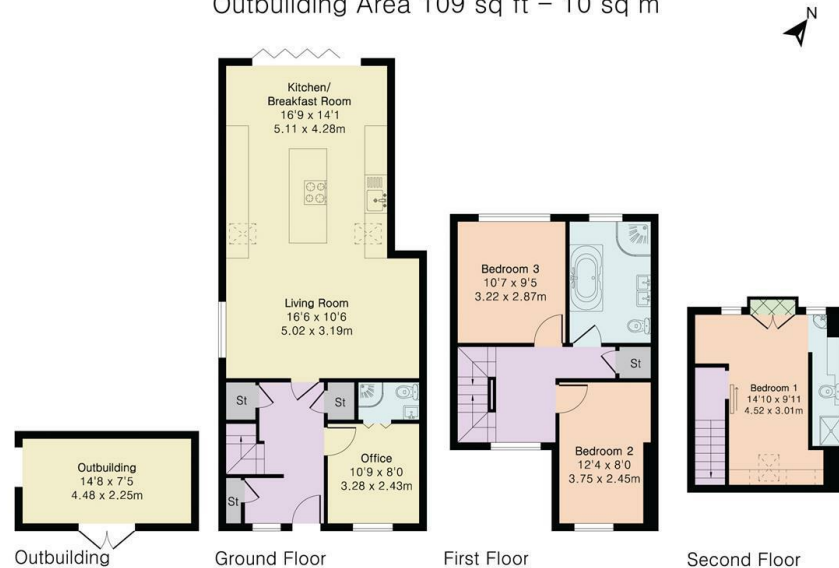 Outbuilding Area 109 sq ft – 10 sq m
N
Kitchen/
Breakfast Room
16'9 x 14'1
5.11 x 4.28m
Living Room
16'6 x 10'6
5.02 x 3.19m
St
St
St
Office
10'9 x 8'0
3.28 x 2.43m
Outbuilding
14'8 x 7'5
4.48 x 2.25m
Bedroom 3
10'7 x 9'5
3.22 x 2.87m
St
Bedroom 2
12'4 x 8'0
3.75 x 2.45m
Bedroom 1
14'10 x 9'11
4.52 x 3.01m
Outbuilding
Ground Floor
First Floor
Second Floor